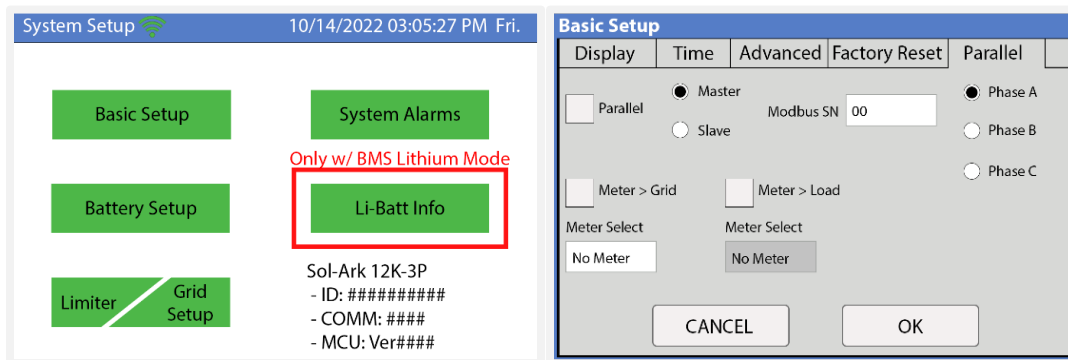 System Setup
10/14/2022 03:05:27 PM Fri.
Basic Setup
System Alarms
Only w/ BMS Lithium Mode
Battery Setup
Li-Batt Info
Limiter
Grid
Setup
Sol-Ark 12K-3P
- ID: ##########
- COMM: ####
- MCU: Ver####
Basic Setup
Display
Time
Advanced
Factory Reset
Parallel
Parallel
Master
Slave
Modbus SN
00
Phase A
Phase B
Phase C
Meter > Grid
Meter > Load
Meter Select
Meter Select
No Meter
No Meter
CANCEL
OK